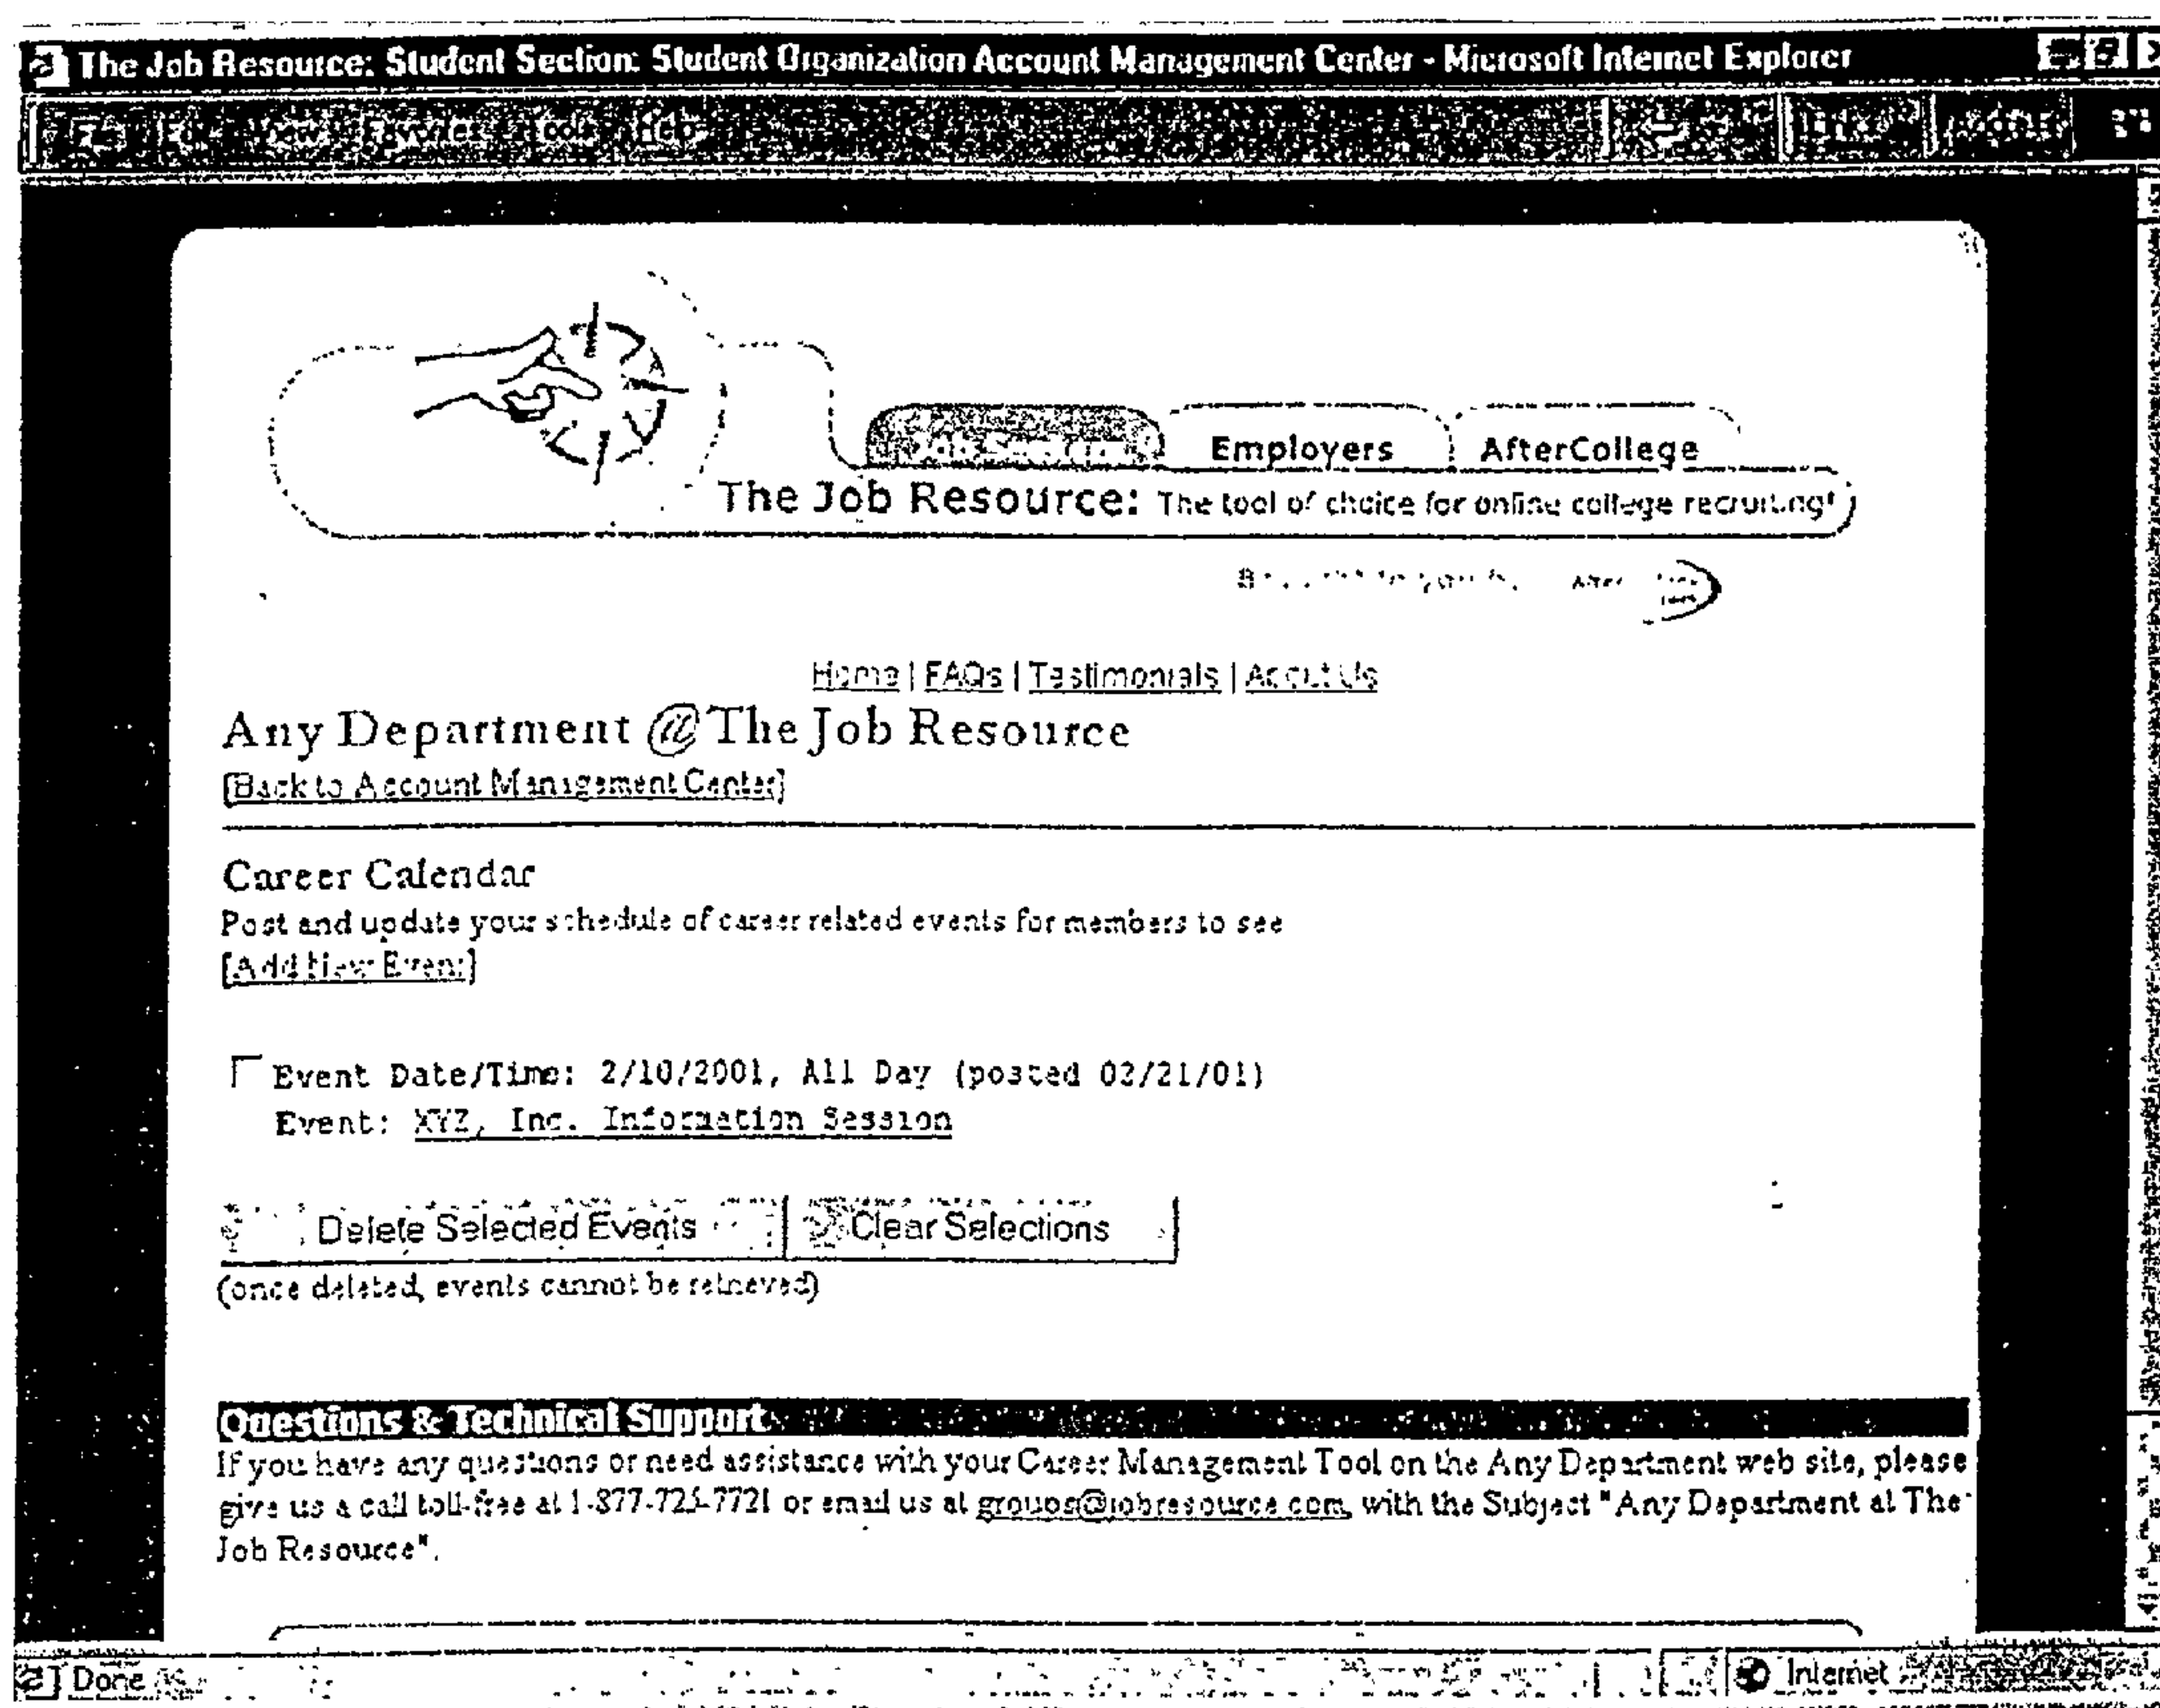 The Job Resource: Student Section: Student Organization Account Management Center - Microsoft Internet Explorer
View Favorites Tools Help
Employers AfterCollege
The Job Resource: The tool of choice for online college recruiting!
Home | FAQs | Testimonials | About Us
Any Department @ The Job Resource
[Back to Account Management Center]
Career Calendar
Post and update your schedule of career related events for members to see
[Add New Event]
Event Date/Time: 2/10/2001, All Day (posted 02/21/01)
Event: XYZ, Inc. Information Session
Delete Selected Events Clear Selections
(once deleted, events cannot be retrieved)
Questions & Technical Support
If you have any questions or need assistance with your Career Management Tool on the Any Department web site, please
give us a call toll-free at 1-877-725-7721 or email us at groups@jobresource.com, with the Subject "Any Department at The
Job Resource".
Done Internet